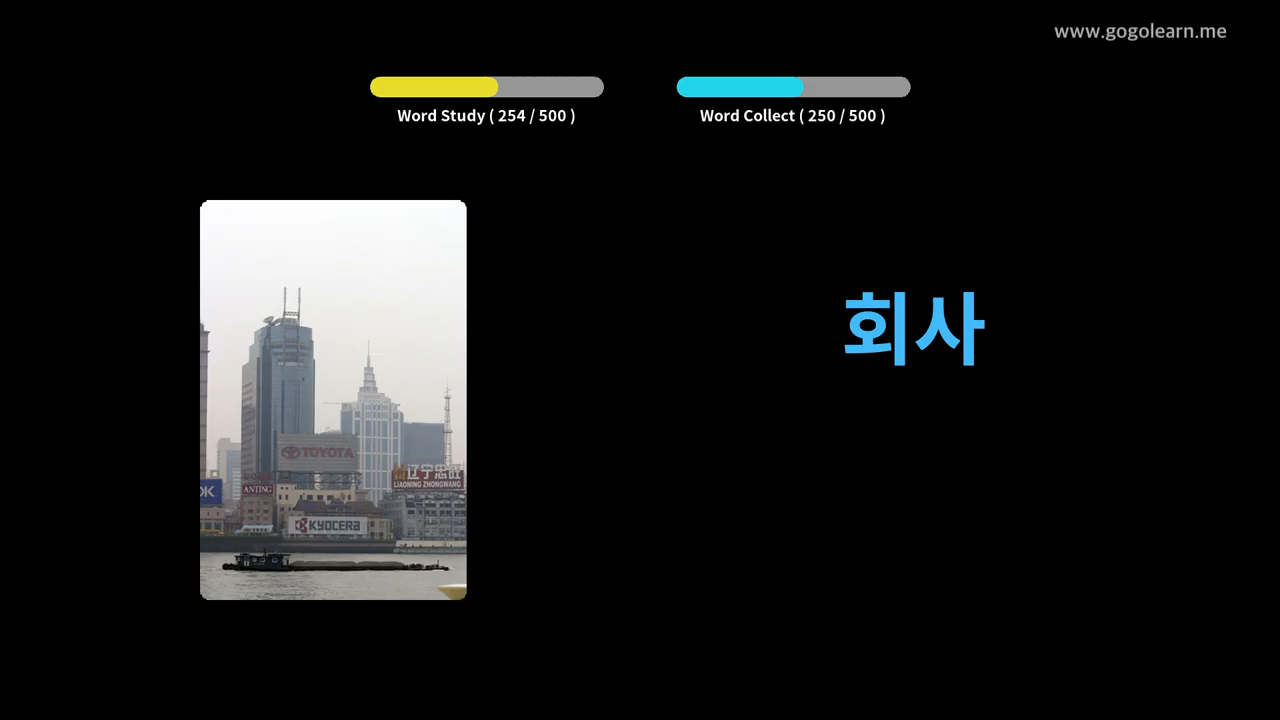 www.gogolearn.me
Word Study ( 254 / 500 )
Word Collect ( 250 / 500 )
회사
TOYOTA
辽宁忠旺
LIAONING ZHONGWANG
ANTING
OK
KYOCERA